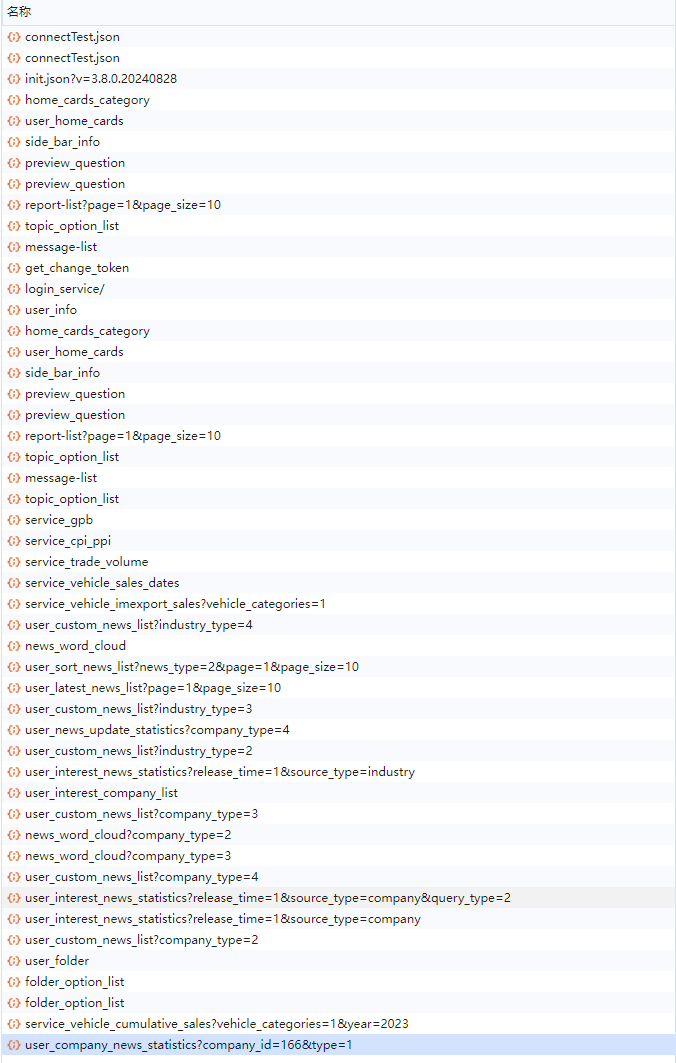 名称
connectTest.json
connectTest.json
init.json?v=3.8.0.20240828
home_cards_category
user_home_cards
side_bar_info
preview_question
preview_question
report-list?page=1&page_size=10
topic_option_list
message-list
get_change_token
login_service/
user_info
home_cards_category
user_home_cards
side_bar_info
preview_question
preview_question
report-list?page=1&page_size=10
topic_option_list
message-list
topic_option_list
service_gpb
service_cpi_ppi
service_trade_volume
service_vehicle_sales_dates
service_vehicle_imexport_sales?vehicle_categories=1
user_custom_news_list?industry_type=4
news_word_cloud
user_sort_news_list?news_type=2&page=1&page_size=10
user_latest_news_list?page=1&page_size=10
user_custom_news_list?industry_type=3
user_news_update_statistics?company_type=4
user_custom_news_list?industry_type=2
user_interest_news_statistics?release_time=1&source_type=industry
user_interest_company_list
user_custom_news_list?company_type=3
news_word_cloud?company_type=2
news_word_cloud?company_type=3
user_custom_news_list?company_type=4
user_interest_news_statistics?release_time=1&source_type=company&query_type=2
user_interest_news_statistics?release_time=1&source_type=company
user_custom_news_list?company_type=2
user_folder
folder_option_list
folder_option_list
service_vehicle_cumulative_sales?vehicle_categories=1&year=2023
user_company_news_statistics?company_id=166&type=1